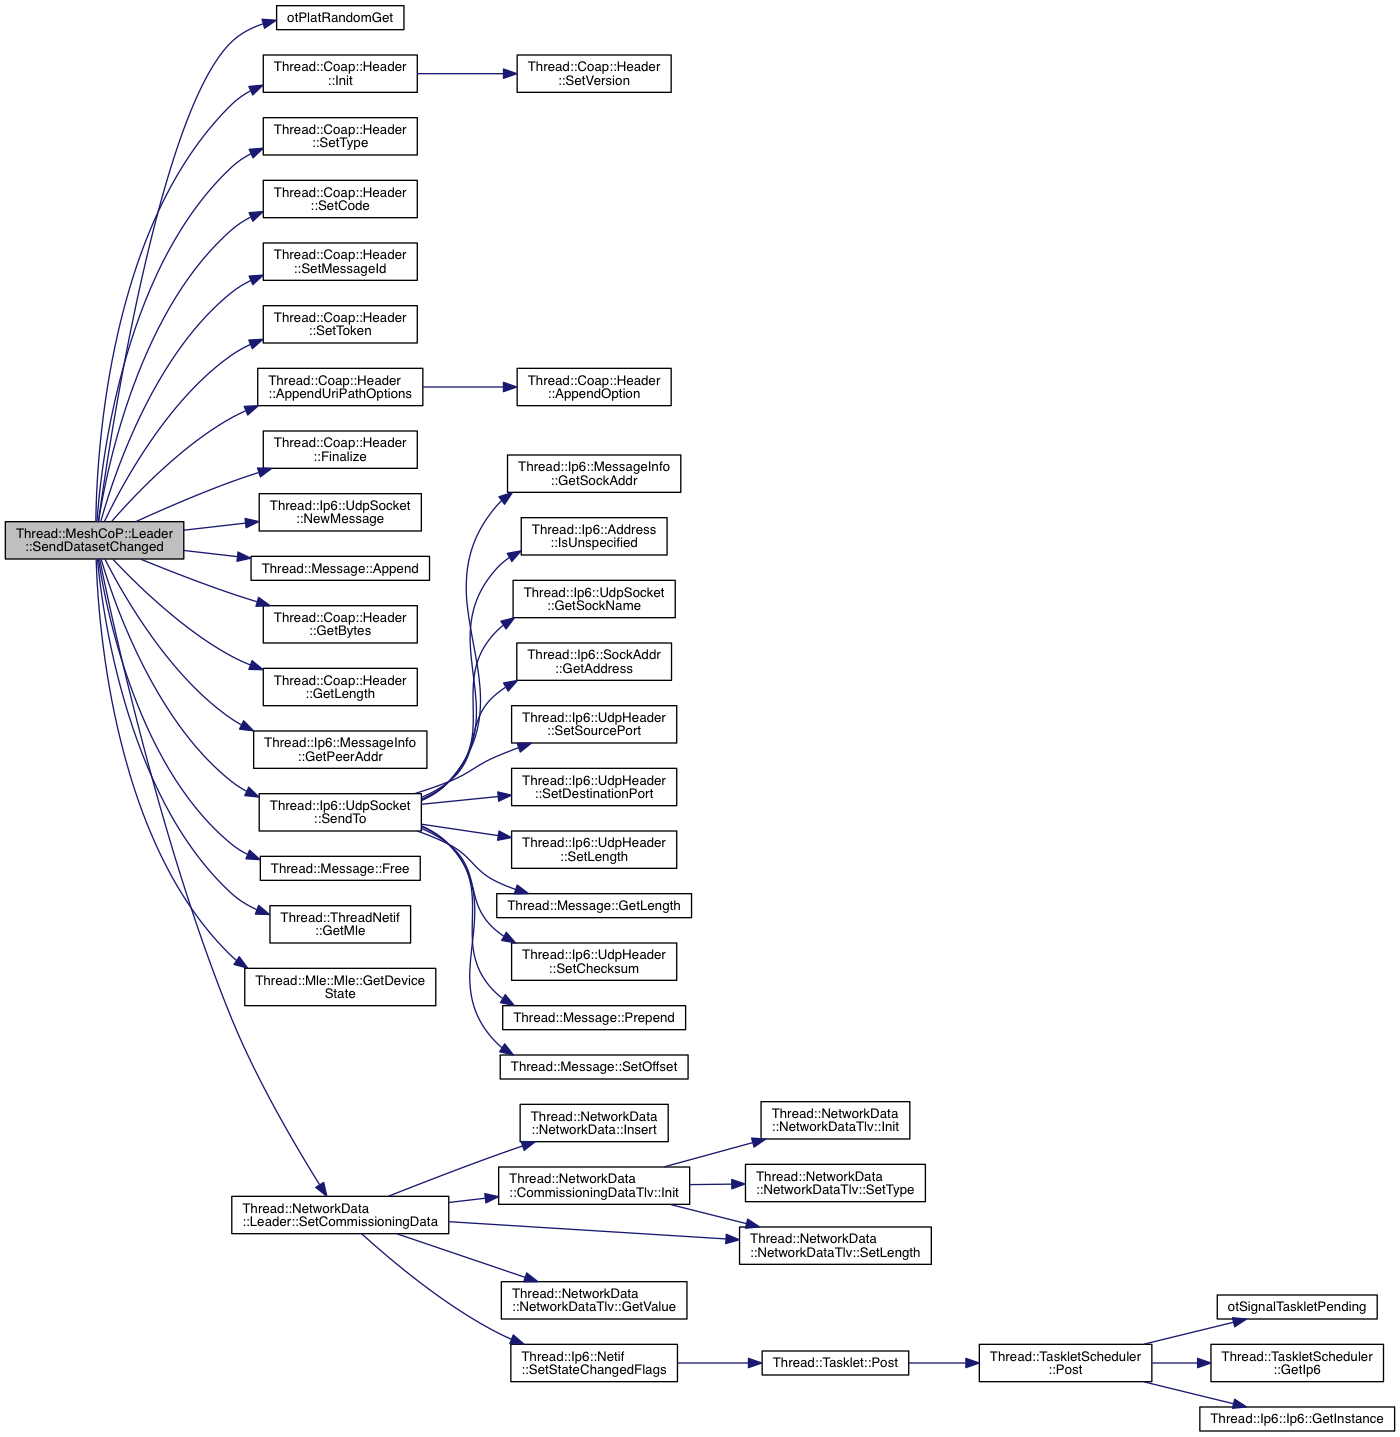 otPlatRandomGet
Thread::Coap::Header
::Init
Thread::Coap::Header
::SetVersion
Thread::Coap::Header
::SetType
Thread::Coap::Header
::SetCode
Thread::Coap::Header
::SetMessageId
Thread::Coap::Header
::SetToken
Thread::Coap::Header
::AppendUriPathOptions
Thread::Coap::Header
::AppendOption
Thread::Coap::Header
::Finalize
Thread::Ip6::MessageInfo
::GetSockAddr
Thread::Ip6::UdpSocket
::NewMessage
Thread::MeshCoP::Leader
::SendDatasetChanged
Thread::Ip6::Address
::IsUnspecified
Thread::Message::Append
Thread::Ip6::UdpSocket
::GetSockName
Thread::Coap::Header
::GetBytes
Thread::Ip6::SockAddr
::GetAddress
Thread::Coap::Header
::GetLength
Thread::Ip6::UdpHeader
::SetSourcePort
Thread::Ip6::MessageInfo
::GetPeerAddr
Thread::Ip6::UdpHeader
::SetDestinationPort
Thread::Ip6::UdpSocket
::SendTo
Thread::Ip6::UdpHeader
::SetLength
Thread::Message::Free
Thread::Message::GetLength
Thread::ThreadNetif
::GetMle
Thread::Ip6::UdpHeader
::SetChecksum
Thread::Mle::Mle::GetDevice
State
Thread::Message::Prepend
Thread::Message::SetOffset
Thread::NetworkData
::NetworkData::Insert
Thread::NetworkData
::NetworkDataTlv::Init
Thread::NetworkData
::CommissioningDataTlv::Init
Thread::NetworkData
::NetworkDataTlv::SetType
Thread::NetworkData
::Leader::SetCommissioningData
Thread::NetworkData
::NetworkDataTlv::SetLength
Thread::NetworkData
::NetworkDataTlv::GetValue
otSignalTaskletPending
Thread::Ip6::Netif
::SetStateChangedFlags
Thread::Tasklet::Post
Thread::TaskletScheduler
::Post
Thread::TaskletScheduler
::GetIp6
Thread::Ip6::Ip6::GetInstance